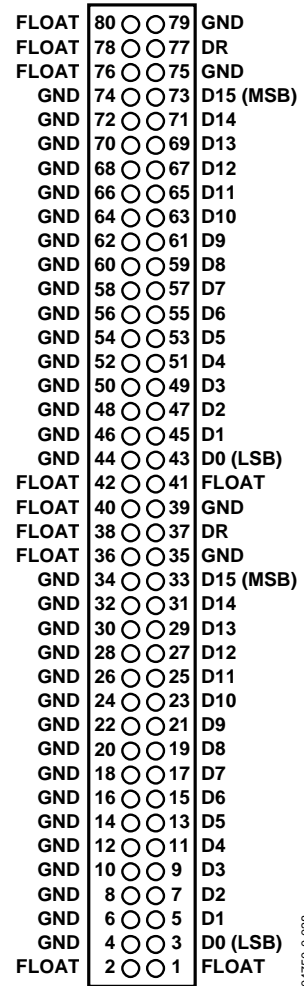 FLOAT 80 79 GND
FLOAT 78 77 DR
FLOAT 76 75 GND
GND 74 73 D15 (MSB)
GND 72 71 D14
GND 70 69 D13
GND 68 67 D12
GND 66 65 D11
GND 64 63 D10
GND 62 61 D9
GND 60 59 D8
GND 58 57 D7
GND 56 55 D6
GND 54 53 D5
GND 52 51 D4
GND 50 49 D3
GND 48 47 D2
GND 46 45 D1
GND 44 43 D0 (LSB)
FLOAT 42 41 FLOAT
FLOAT 40 39 GND
FLOAT 38 37 DR
FLOAT 36 35 GND
GND 34 33 D15 (MSB)
GND 32 31 D14
GND 30 29 D13
GND 28 27 D12
GND 26 25 D11
GND 24 23 D10
GND 22 21 D9
GND 20 19 D8
GND 18 17 D7
GND 16 15 D6
GND 14 13 D5
GND 12 11 D4
GND 10 9 D3
GND 8 7 D2
GND 6 5 D1
GND 4 3 D0 (LSB)
FLOAT 2 1 FLOAT